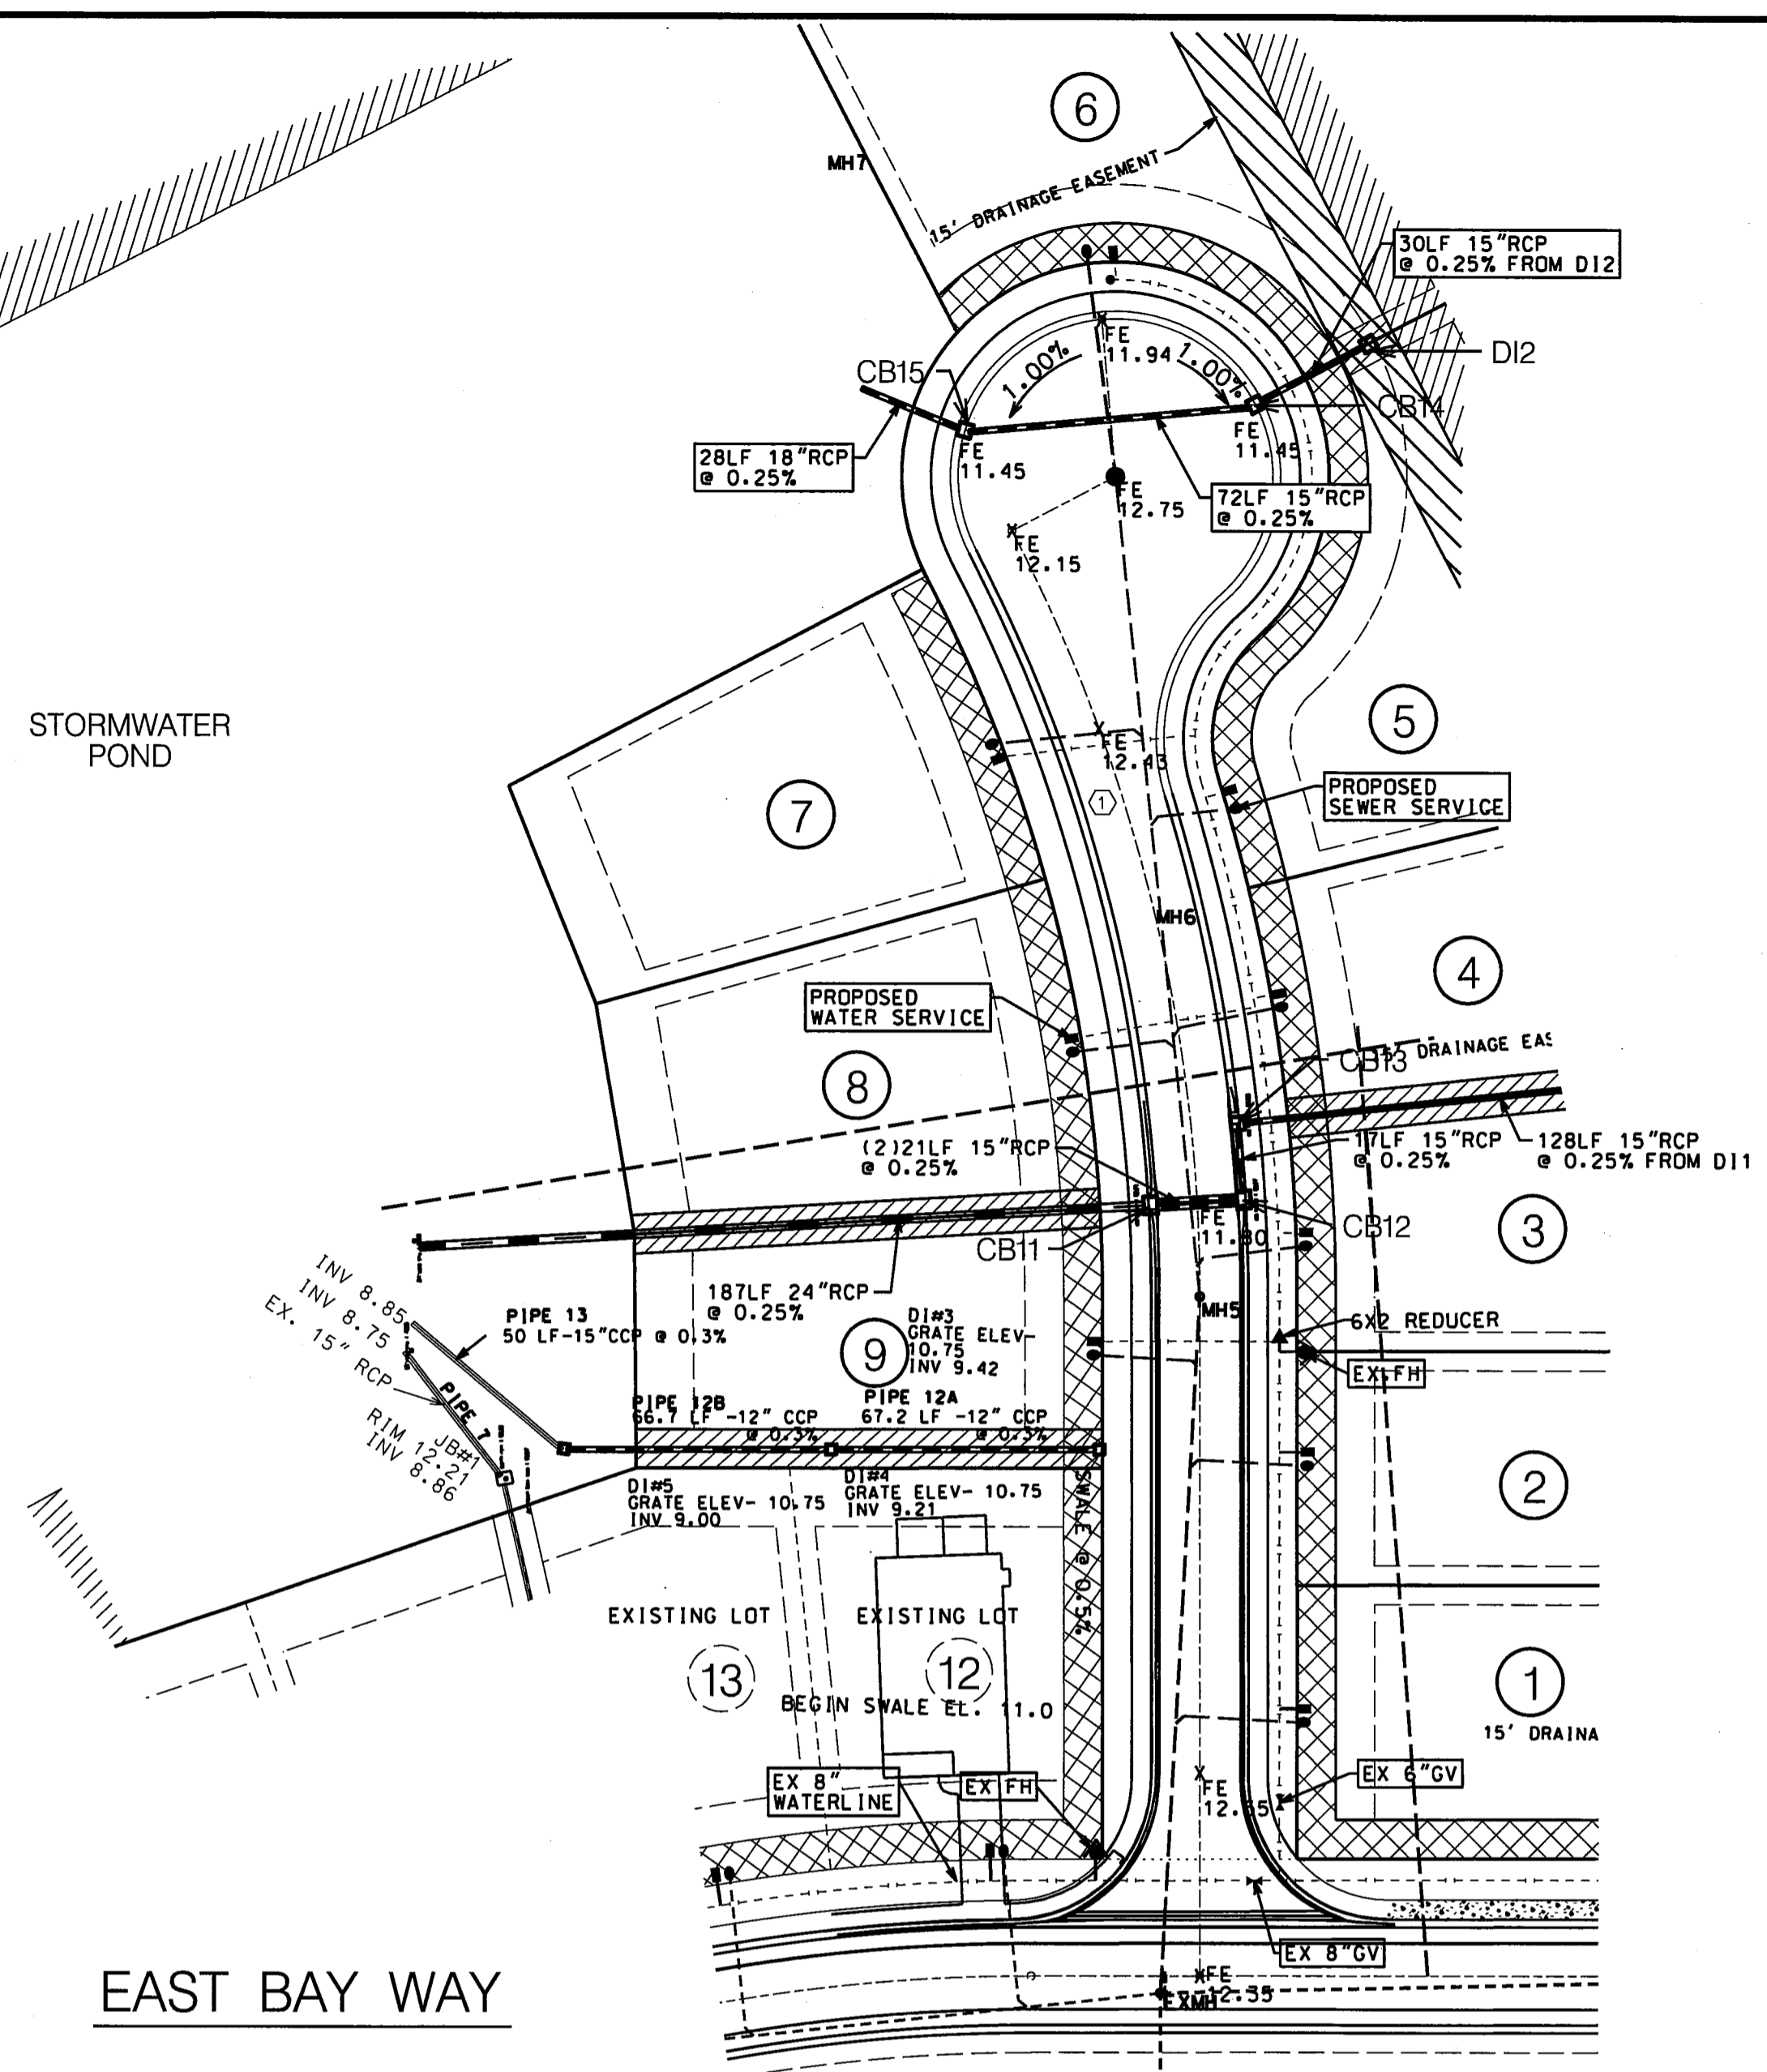 6
MH7
15' DRAINAGE EASEMENT
30LF 15"RCP
@ 0.25% FROM DI2
DI2
FE
11.94
1.00%
1.00%
CB15
CB14
28LF 18"RCP
@ 0.25%
FE
11.45
FE
11.45
FE
12.75
72LF 15"RCP
@ 0.25%
FE
12.15
STORMWATER
POND
5
FE
12.43
1
7
PROPOSED
SEWER SERVICE
MH6
4
PROPOSED
WATER SERVICE
8
CB13
DRAINAGE EAS
(2)21LF 15"RCP
@ 0.25%
17LF 15"RCP
@ 0.25%
128LF 15"RCP
@ 0.25% FROM DI1
FE
11.80
CB11
CB12
3
187LF 24"RCP
@ 0.25%
MH5
INV 8.85
INV 8.75
EX. 15" RCP
PIPE 13
50 LF-15"CCP @ 0.3%
9
DI#3
GRATE ELEV-
10.75
INV 9.42
6X2 REDUCER
EX FH
PIPE 7
PIPE 12B
66.7 LF -12" CCP
@ 0.3%
PIPE 12A
67.2 LF -12" CCP
@ 0.3%
JB#1
RIM 12.21
INV 8.86
DI#5
GRATE ELEV- 10.75
INV 9.00
DI#4
GRATE ELEV- 10.75
INV 9.21
SWALE @ 0.5%
2
EXISTING LOT
EXISTING LOT
13
12
BEGIN SWALE EL. 11.0
1
15' DRAINA
EX 8"
WATERLINE
EX FH
FE
EX 6"GV
EX 8"GV
FE
12.35
EXMH
EAST BAY WAY